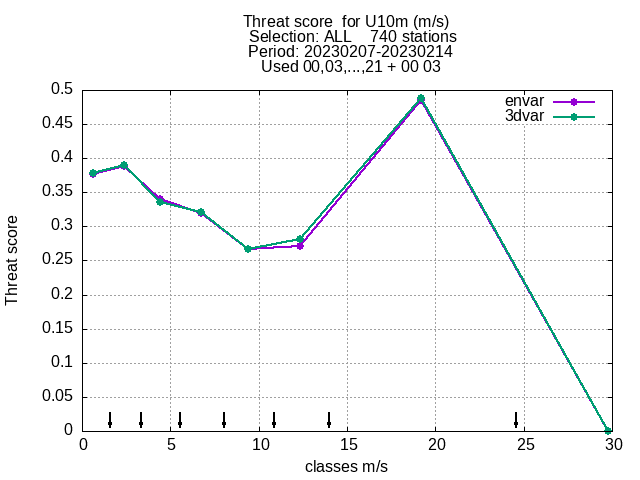 Threat score  for U10m (m/s)
Selection: ALL    740 stations
Period: 20230207-20230214
Used 00,03,...,21 + 00 03
envar
3dvar
0.5
0.45
0.4
0.35
0.3
0.25
0.2
0.15
0.1
0.05
0
Threat score
0 5 10 15 20 25 30
classes m/s